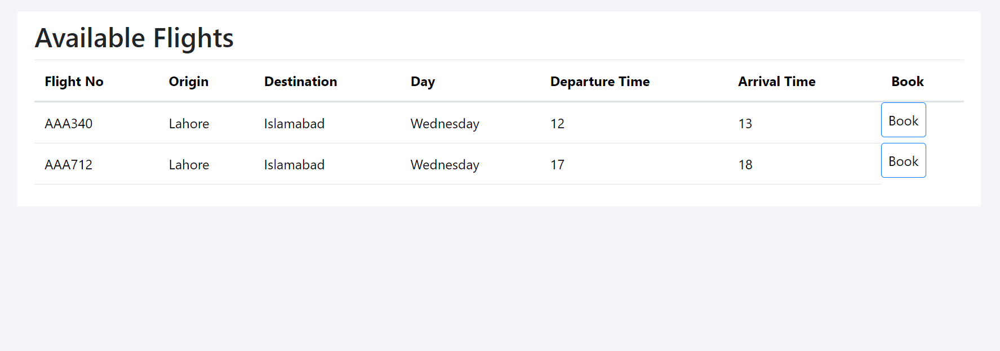 Available Flights
Flight No Origin Destination Day Departure Time Arrival Time Book
AAA340 Lahore Islamabad Wednesday 12 13 Book
AAA712 Lahore Islamabad Wednesday 17 18 Book